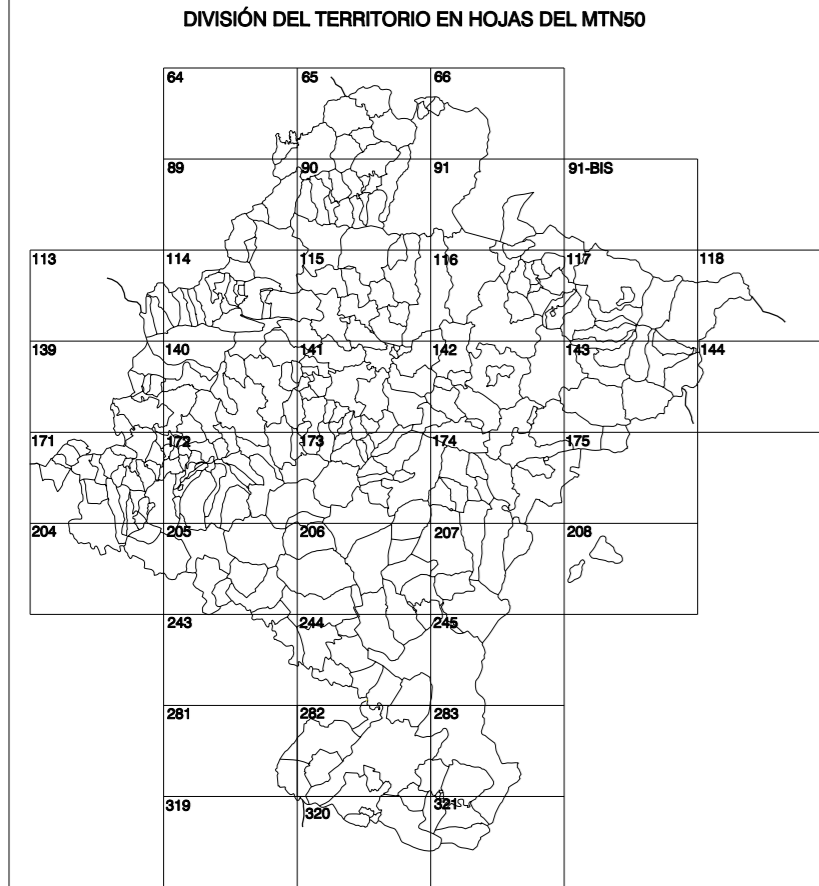 DIVISIÓN DEL TERRITORIO EN HOJAS DEL MTN50
64 65 66
89 90 91 91-BIS
113 114 115 116 117 118
139 140 141 142 143 144
171 172 173 174 175
204 205 206 207 208
243 244 245
281 282 283
319 320 321